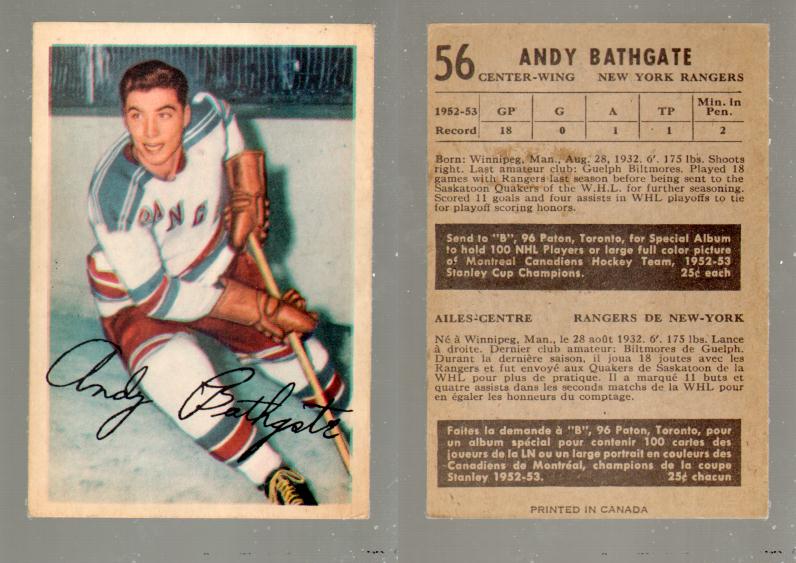 RANG
Andy Bathgate
56 ANDY BATHGATE
CENTER-WING NEW YORK RANGERS
1952-53 GP G A TP Min. In Pen.
Record 18 0 1 1 2
Born: Winnipeg, Man., Aug. 28, 1932. 6'. 175 lbs. Shoots
right. Last amateur club: Guelph Biltmores. Played 18
games with Rangers last season before being sent to the
Saskatoon Quakers of the W.H.L. for further seasoning.
Scored 11 goals and four assists in WHL playoffs to tie
for playoff scoring honors.
Send to "B", 96 Paton, Toronto, for Special Album
to hold 100 NHL Players or large full color picture
of Montreal Canadiens Hockey Team, 1952-53
Stanley Cup Champions. 25¢ each
AILES-CENTRE RANGERS DE NEW-YORK
Né à Winnipeg, Man., le 28 août 1932. 6'. 175 lbs. Lance
à droite. Dernier club amateur: Biltmores de Guelph.
Durant la dernière saison, il joua 18 joutes avec les
Rangers et fut envoyé aux Quakers de Saskatoon de la
WHL pour plus de pratique. Il a marqué 11 buts et
quatre assists dans les seconds matchs de la WHL pour
en égaler les honneurs du comptage.
Faites la demande à "B", 96 Paton, Toronto, pour
un album spécial pour contenir 100 cartes des
joueurs de la LN ou un large portrait en couleurs des
Canadiens de Montréal, champions de la coupe
Stanley 1952-53. 25¢ chacun
PRINTED IN CANADA